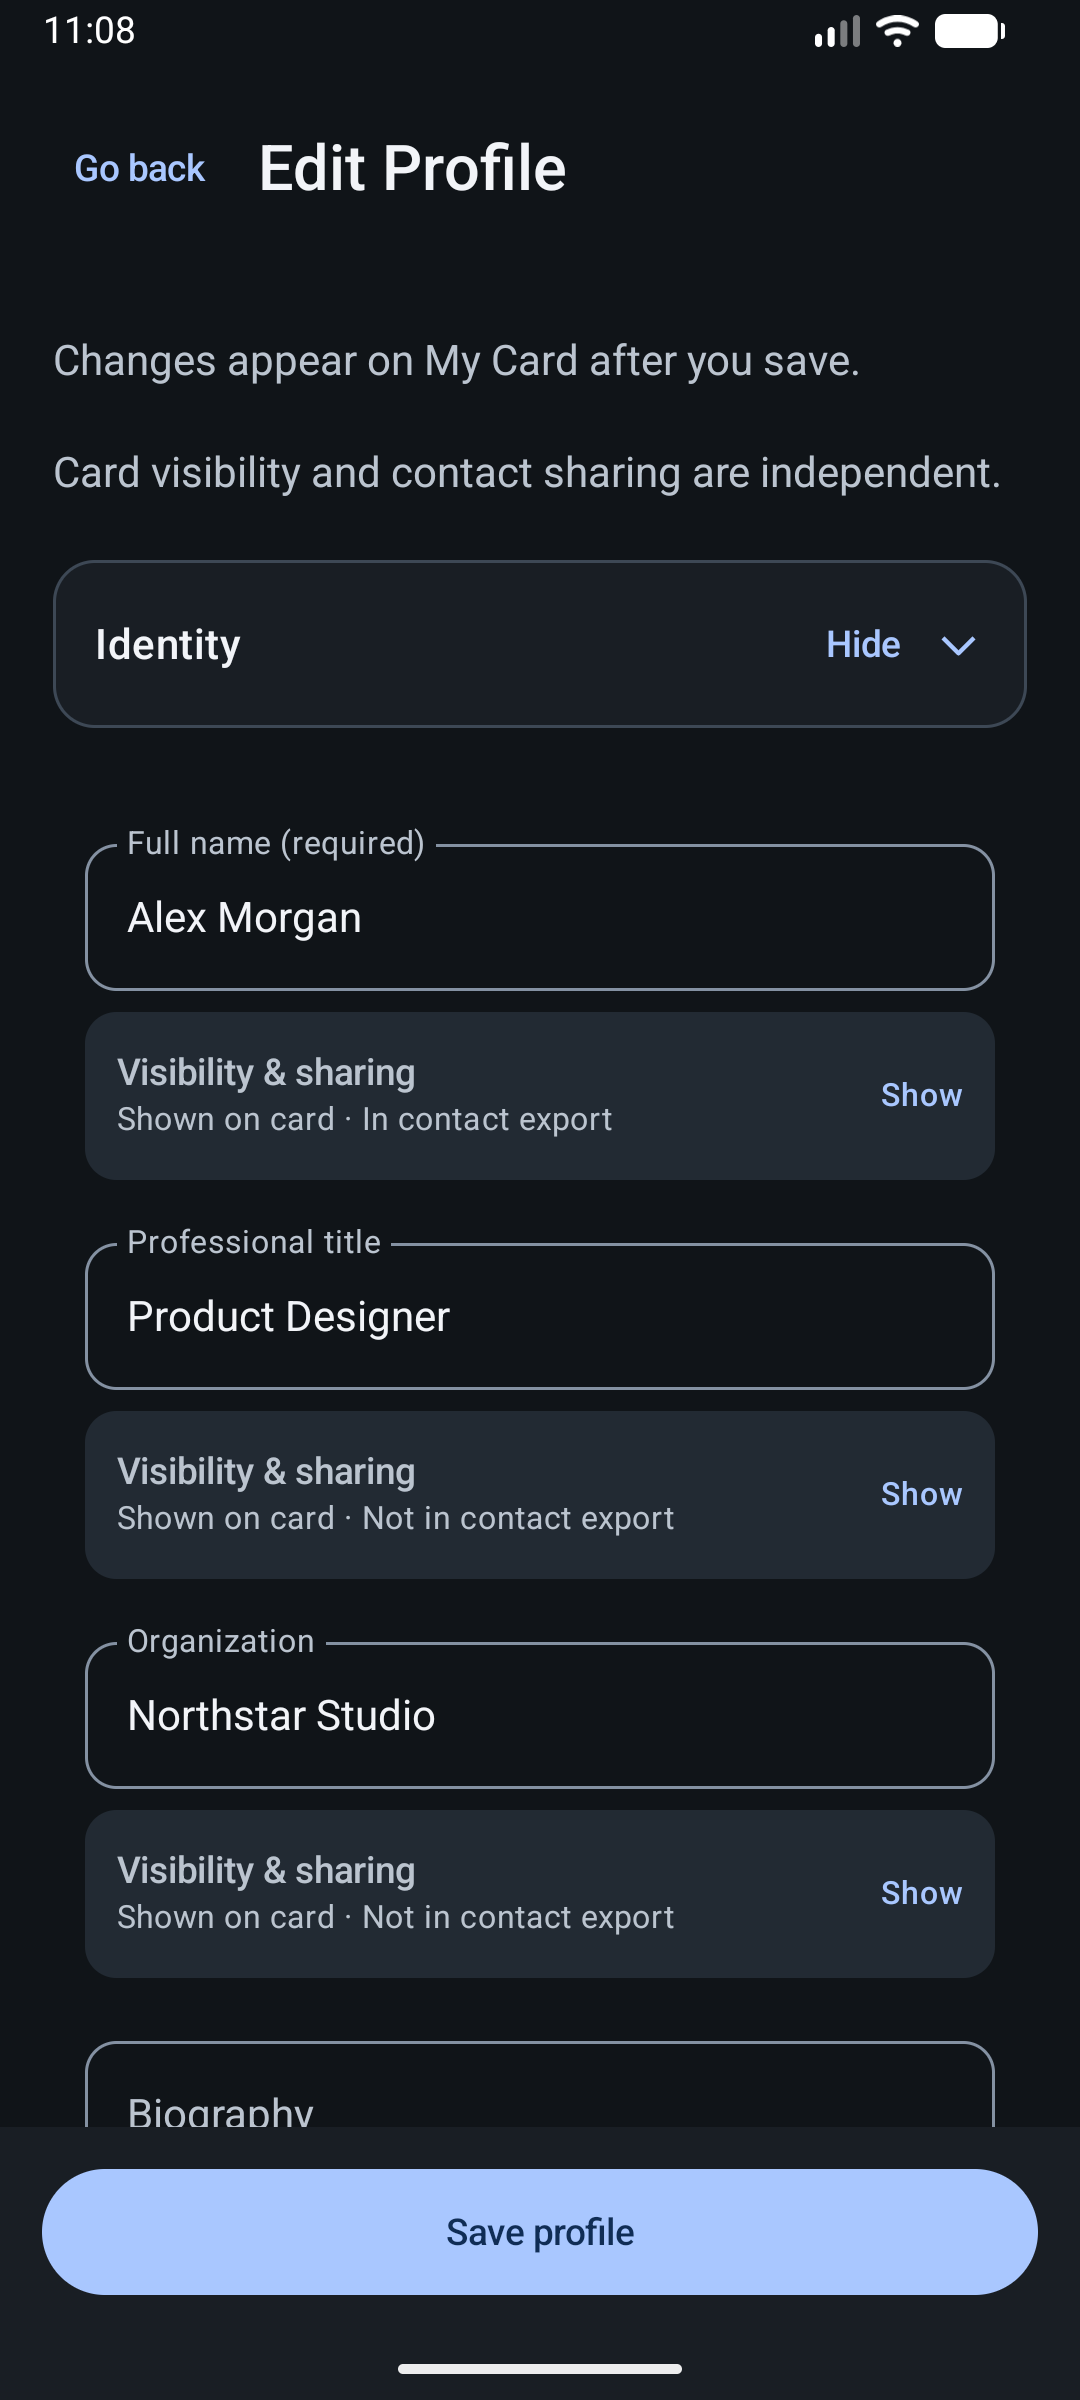 11:08
Go back
Edit Profile
Changes appear on My Card after you save.
Card visibility and contact sharing are independent.
Identity
Hide
Full name (required)
Alex Morgan
Visibility & sharing
Shown on card · In contact export
Show
Professional title
Product Designer
Visibility & sharing
Shown on card · Not in contact export
Show
Organization
Northstar Studio
Visibility & sharing
Shown on card · Not in contact export
Show
Biography
Save profile